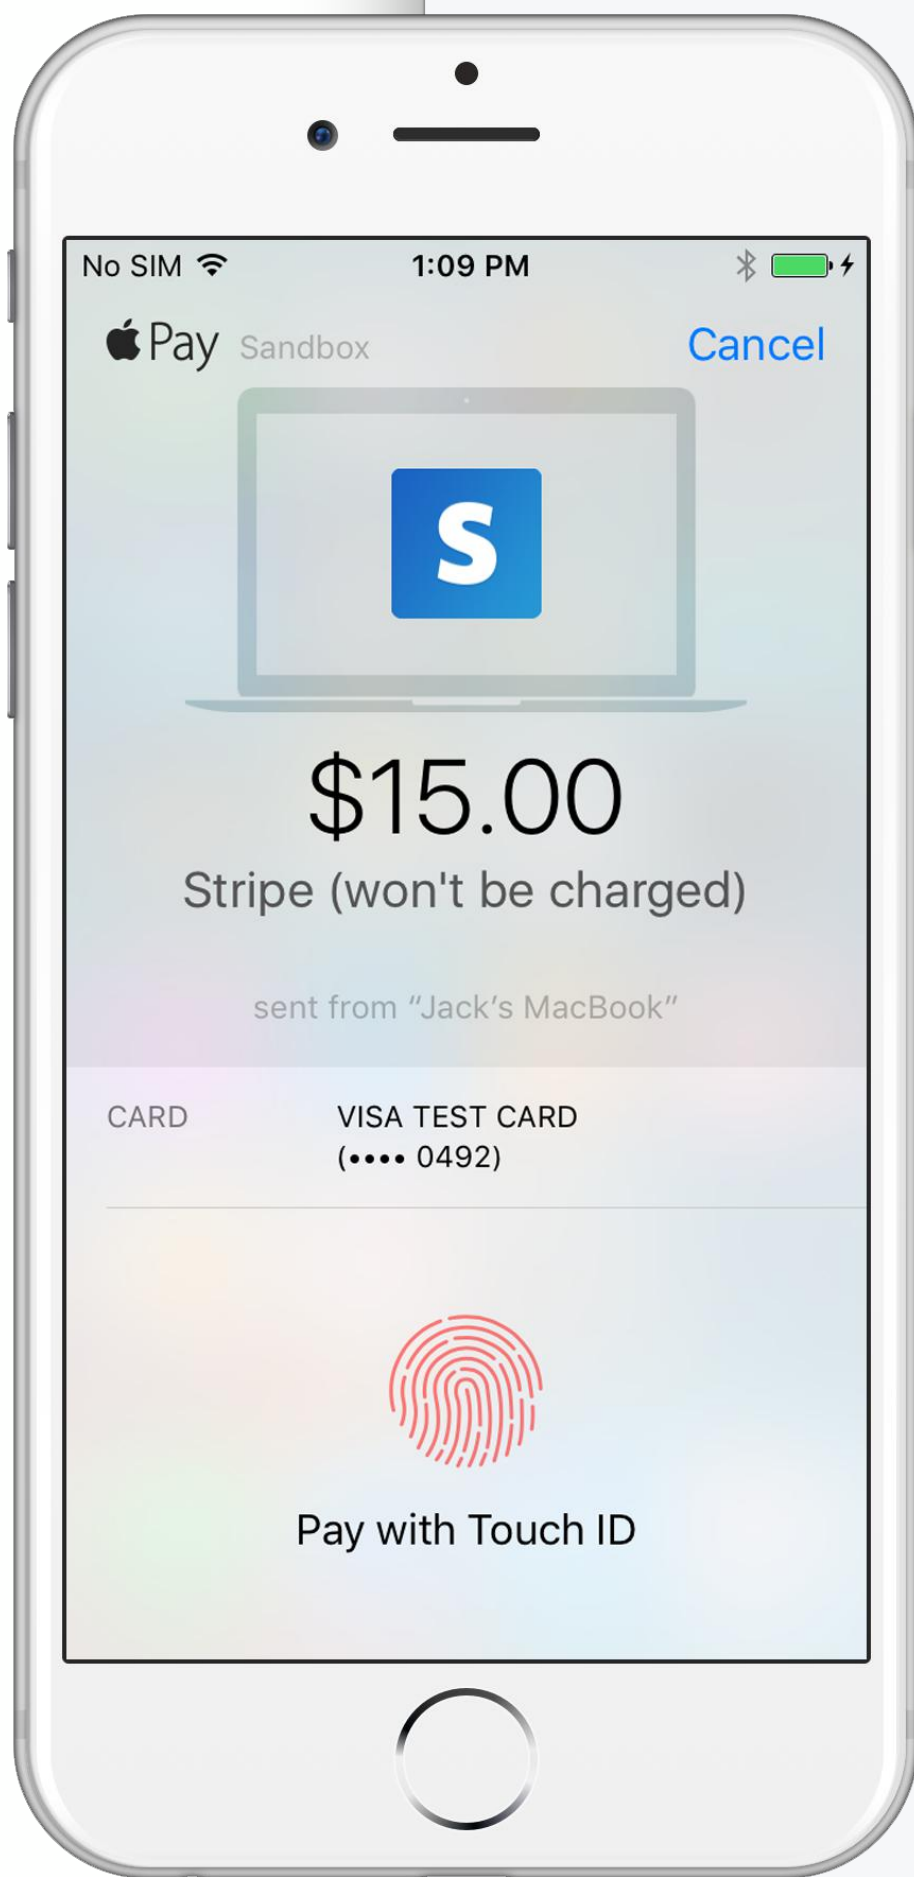 No SIM 1:09 PM
Pay Sandbox Cancel
S
$15.00
Stripe (won't be charged)
sent from “Jack’s MacBook”
CARD VISA TEST CARD
(•••• 0492)
Pay with Touch ID